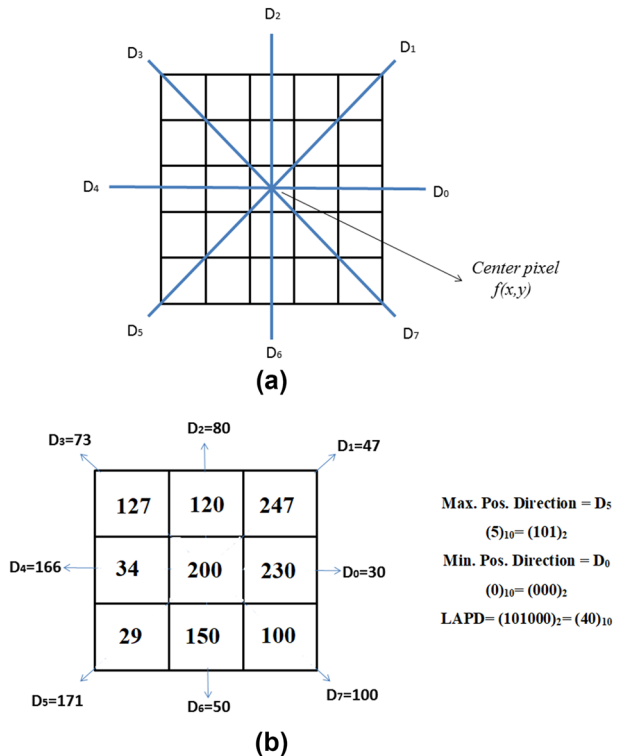 D₂
D₃
D₁
D₄
D₀
Center pixel
f(x,y)
D₅
D₆
D₇
(a)
D₂=80
D₃=73
D₁=47
127 120 247
D₄=166
34 200 230
D₀=30
29 150 100
D₅=171
D₆=50
D₇=100
Max. Pos. Direction = D₅
(5)₁₀= (101)₂
Min. Pos. Direction = D₀
(0)₁₀= (000)₂
LAPD= (101000)₂= (40)₁₀
(b)